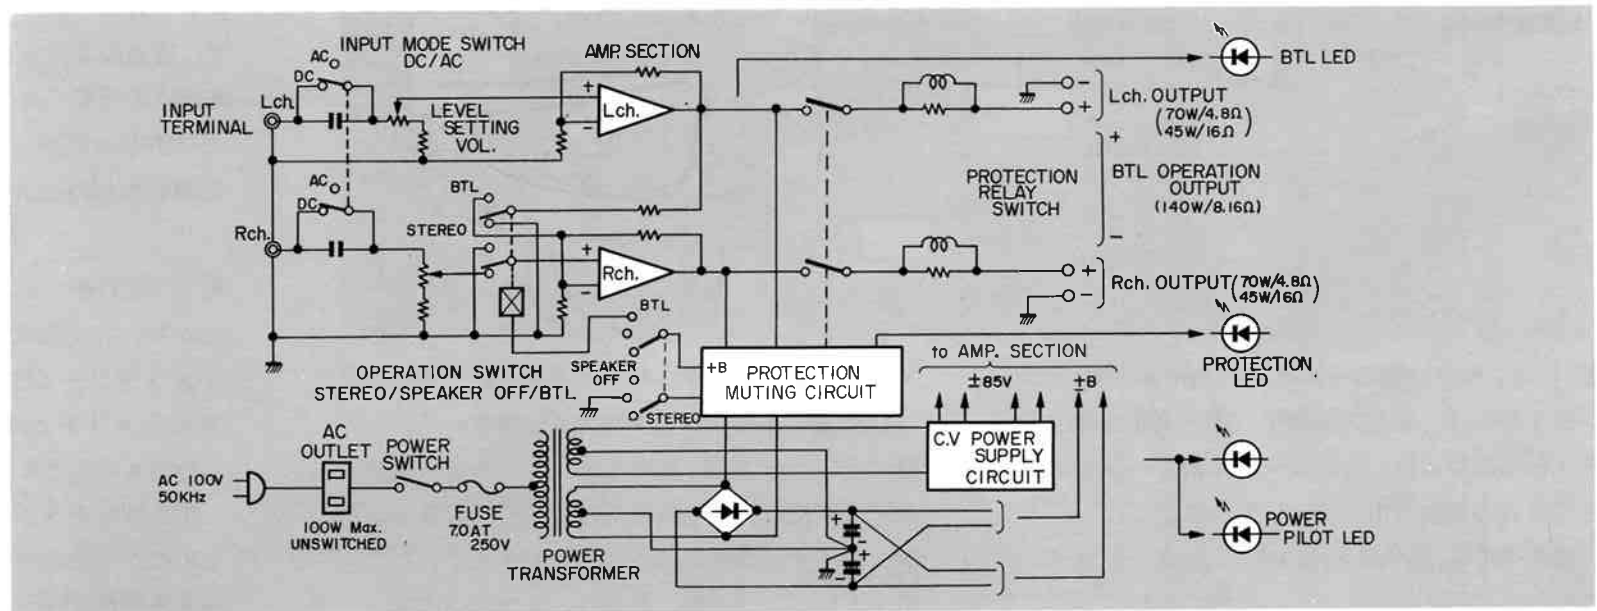 INPUT MODE SWITCH
DC/AC
AMP. SECTION
BTL LED
AC
DC
INPUT
TERMINAL
Lch.
LEVEL
SETTING
VOL.
+
Lch.
−
−
+
Lch. OUTPUT
(70W/4.8Ω)
(45W/16Ω)
+
BTL OPERATION
OUTPUT
(140W/8.16Ω)
−
PROTECTION
RELAY
SWITCH
AC
DC
Rch.
BTL
STEREO
+
Rch.
−
+
−
Rch. OUTPUT (70W/4.8Ω)
45W/16Ω
BTL
SPEAKER
OFF
STEREO
OPERATION SWITCH
STEREO/SPEAKER OFF/BTL
+B
PROTECTION
MUTING CIRCUIT
to AMP. SECTION
±85V
±B
PROTECTION
LED
C.V POWER
SUPPLY
CIRCUIT
AC
OUTLET
POWER
SWITCH
AC 100V
50KHz
100W Max.
UNSWITCHED
FUSE
7.0AT
250V
POWER
TRANSFORMER
+
−
+
−
POWER
PILOT LED